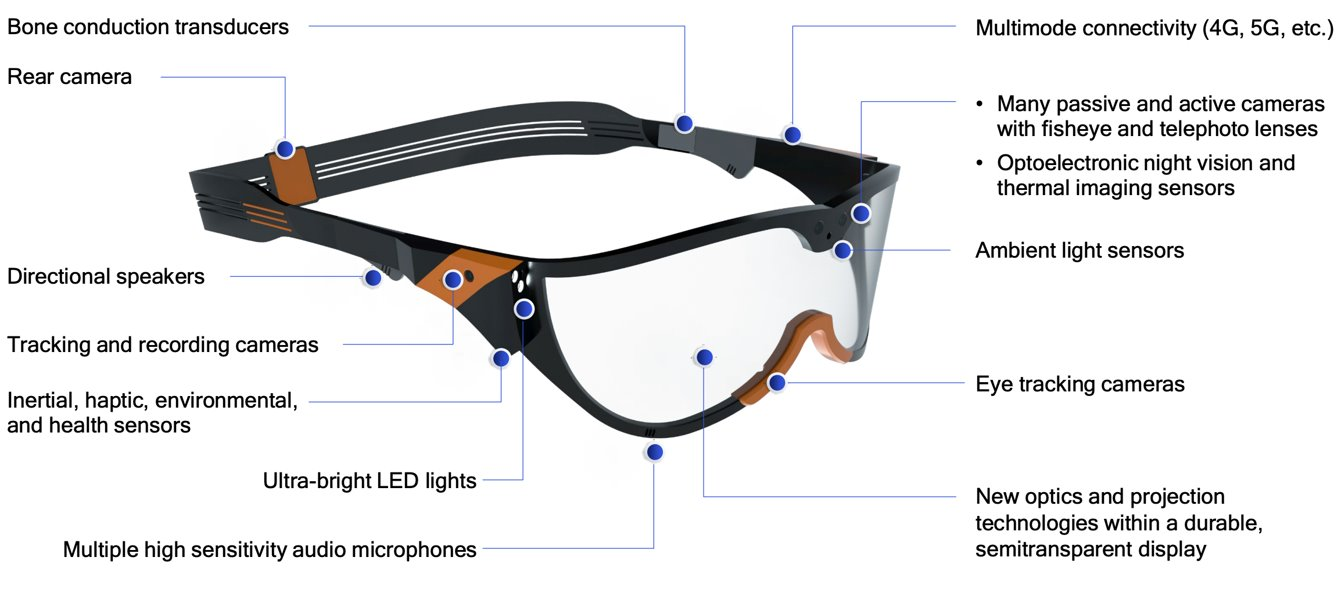 Bone conduction transducers
Rear camera
Directional speakers
Tracking and recording cameras
Inertial, haptic, environmental,
and health sensors
Ultra-bright LED lights
Multiple high sensitivity audio microphones
Multimode connectivity (4G, 5G, etc.)
• Many passive and active cameras
with fisheye and telephoto lenses
• Optoelectronic night vision and
thermal imaging sensors
Ambient light sensors
Eye tracking cameras
New optics and projection
technologies within a durable,
semitransparent display